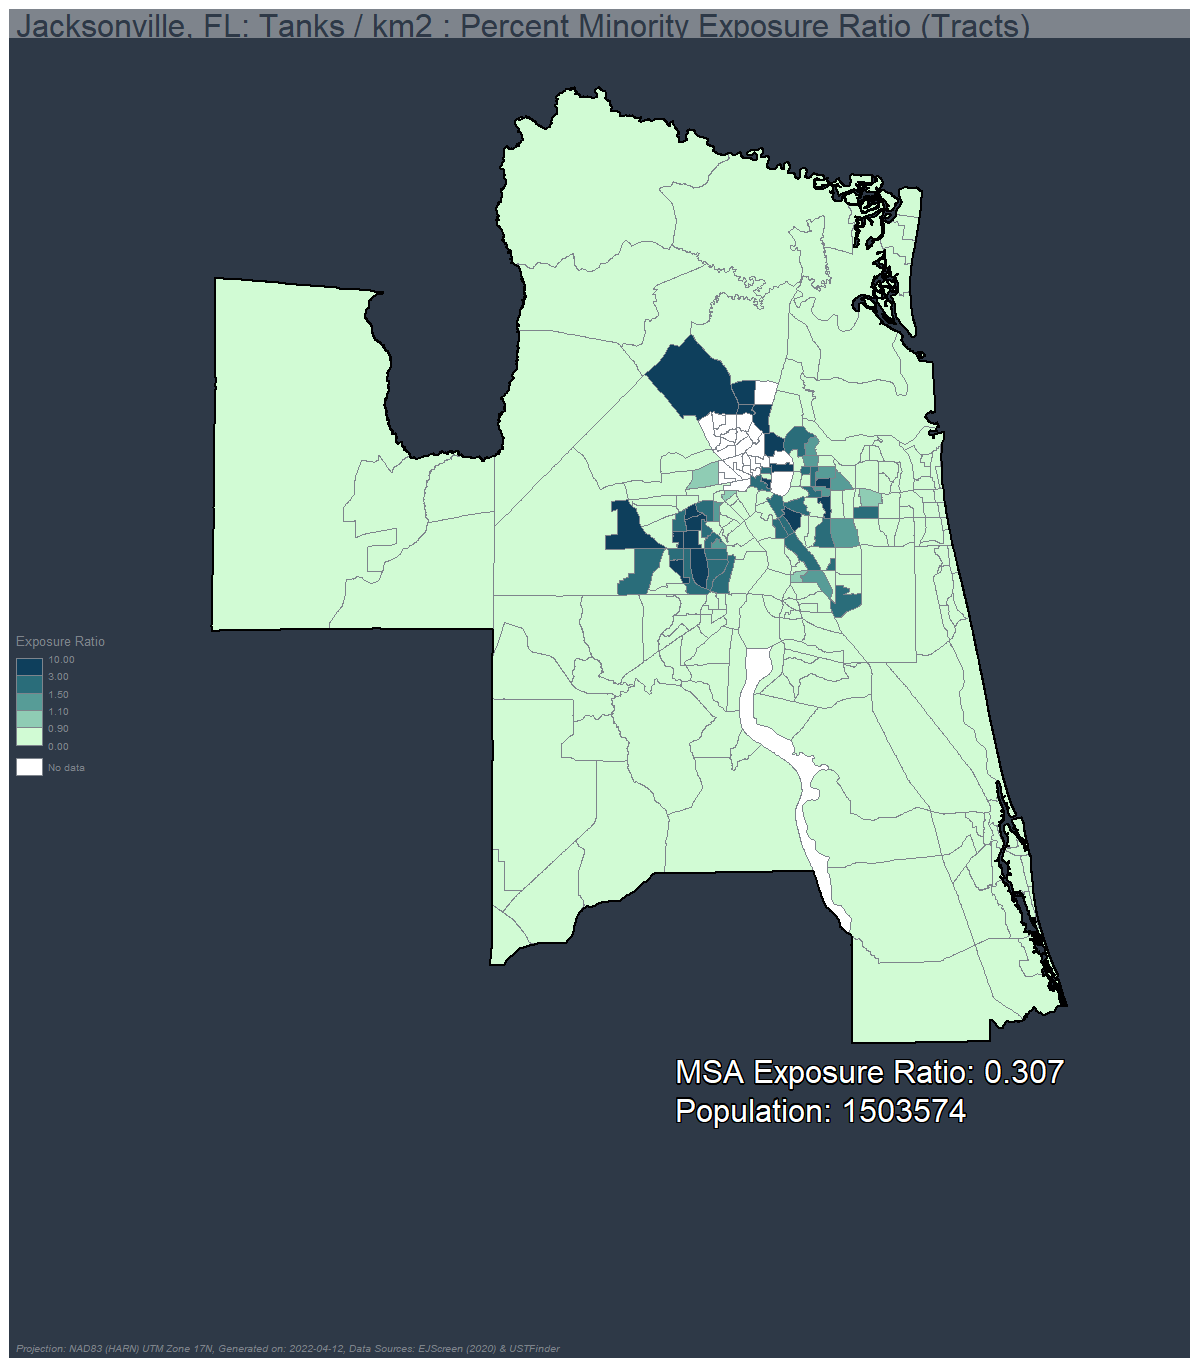 Jacksonville, FL: Tanks / km2 : Percent Minority Exposure Ratio (Tracts)
Exposure Ratio
10.00
3.00
1.50
1.10
0.90
0.00
No data
MSA Exposure Ratio: 0.307
Population: 1503574
Projection: NAD83 (HARN) UTM Zone 17N, Generated on: 2022-04-12, Data Sources: EJScreen (2020) & USTFinder